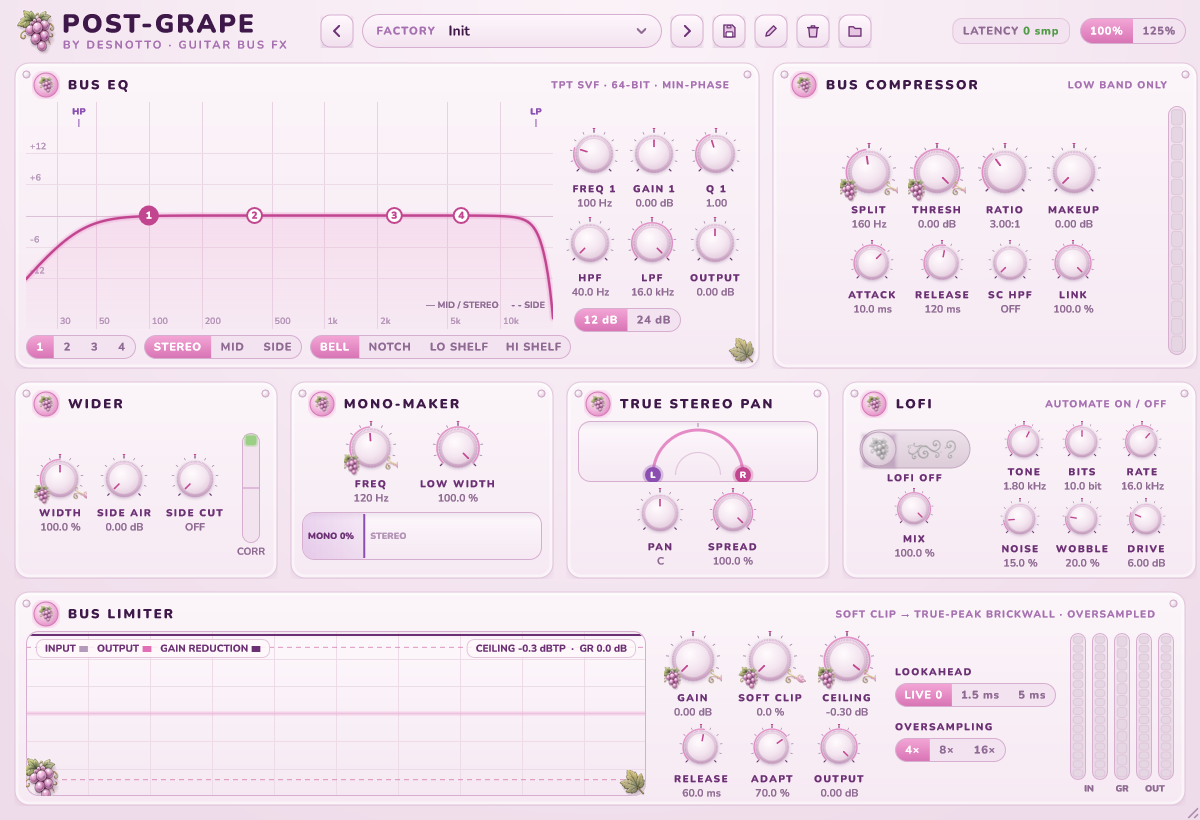 POST-GRAPE
BY DESNOTTO · GUITAR BUS FX
FACTORY Init
LATENCY 0 smp
100% 125%
BUS EQ
TPT SVF · 64-BIT · MIN-PHASE
HP LP
+12
+6
-6
-12
1 2 3 4
— MID / STEREO - - SIDE
30 50 100 200 500 1k 2k 5k 10k
1 2 3 4
STEREO MID SIDE
BELL NOTCH LO SHELF HI SHELF
FREQ 1 GAIN 1 Q 1
100 Hz 0.00 dB 1.00
HPF LPF OUTPUT
40.0 Hz 16.0 kHz 0.00 dB
12 dB 24 dB
BUS COMPRESSOR
LOW BAND ONLY
SPLIT THRESH RATIO MAKEUP
160 Hz 0.00 dB 3.00:1 0.00 dB
ATTACK RELEASE SC HPF LINK
10.0 ms 120 ms OFF 100.0 %
WIDER
WIDTH SIDE AIR SIDE CUT
100.0 % 0.00 dB OFF
CORR
MONO-MAKER
FREQ LOW WIDTH
120 Hz 100.0 %
MONO 0% STEREO
TRUE STEREO PAN
L R
PAN SPREAD
C 100.0 %
LOFI
AUTOMATE ON / OFF
LOFI OFF
MIX
100.0 %
TONE BITS RATE
1.80 kHz 10.0 bit 16.0 kHz
NOISE WOBBLE DRIVE
15.0 % 20.0 % 6.00 dB
BUS LIMITER
SOFT CLIP → TRUE-PEAK BRICKWALL · OVERSAMPLED
INPUT OUTPUT GAIN REDUCTION
CEILING -0.3 dBTP · GR 0.0 dB
GAIN SOFT CLIP CEILING
0.00 dB 0.0 % -0.30 dB
RELEASE ADAPT OUTPUT
60.0 ms 70.0 % 0.00 dB
LOOKAHEAD
LIVE 0 1.5 ms 5 ms
OVERSAMPLING
4× 8× 16×
IN GR OUT